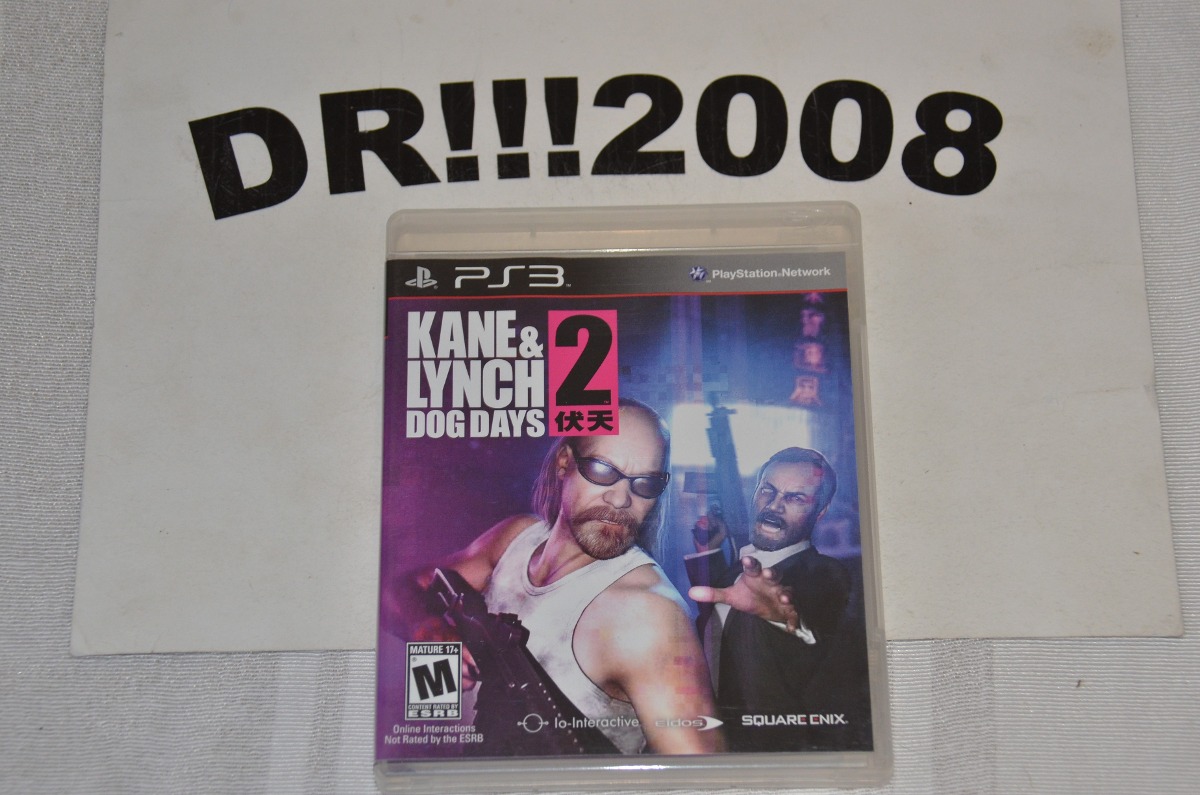 DR!!!2008
PS3
PlayStation®Network
KANE &
LYNCH
DOG DAYS
2
伏天
MATURE 17+
M
CONTENT RATED BY
ESRB
Online Interactions
Not Rated by the ESRB
Io-Interactive
eidos
SQUARE ENIX